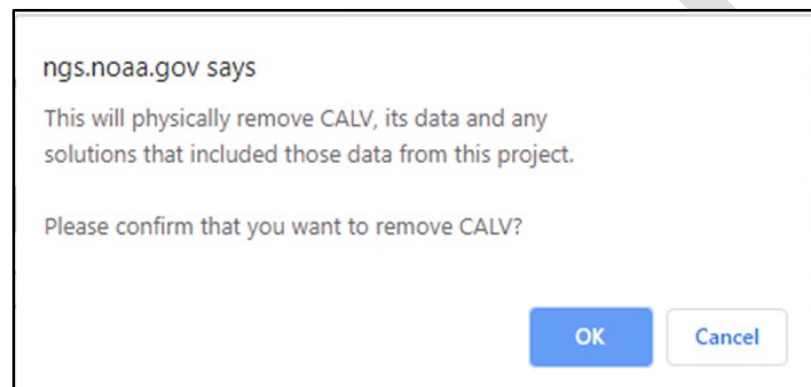 ngs.noaa.gov says
This will physically remove CALV, its data and any
solutions that included those data from this project.
Please confirm that you want to remove CALV?
OK Cancel